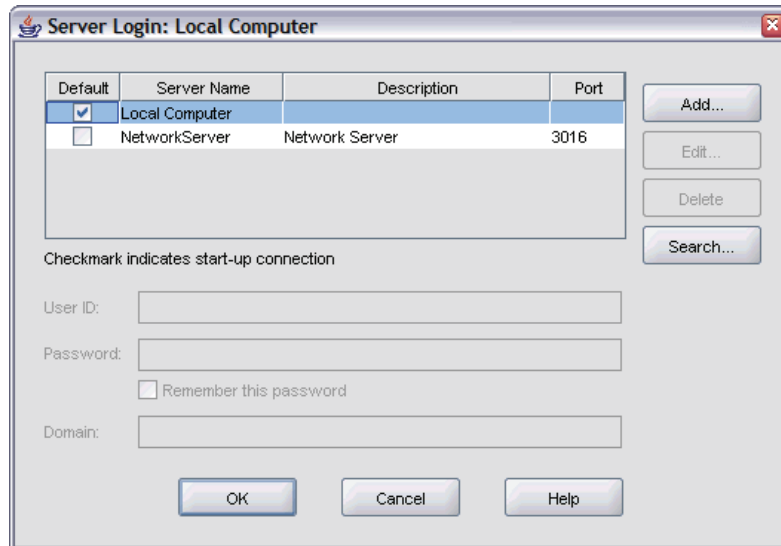 Server Login: Local Computer
Default Server Name Description Port
Local Computer
NetworkServer Network Server 3016
Add...
Edit...
Delete
Search...
Checkmark indicates start-up connection
User ID:
Password:
Remember this password
Domain:
OK Cancel Help